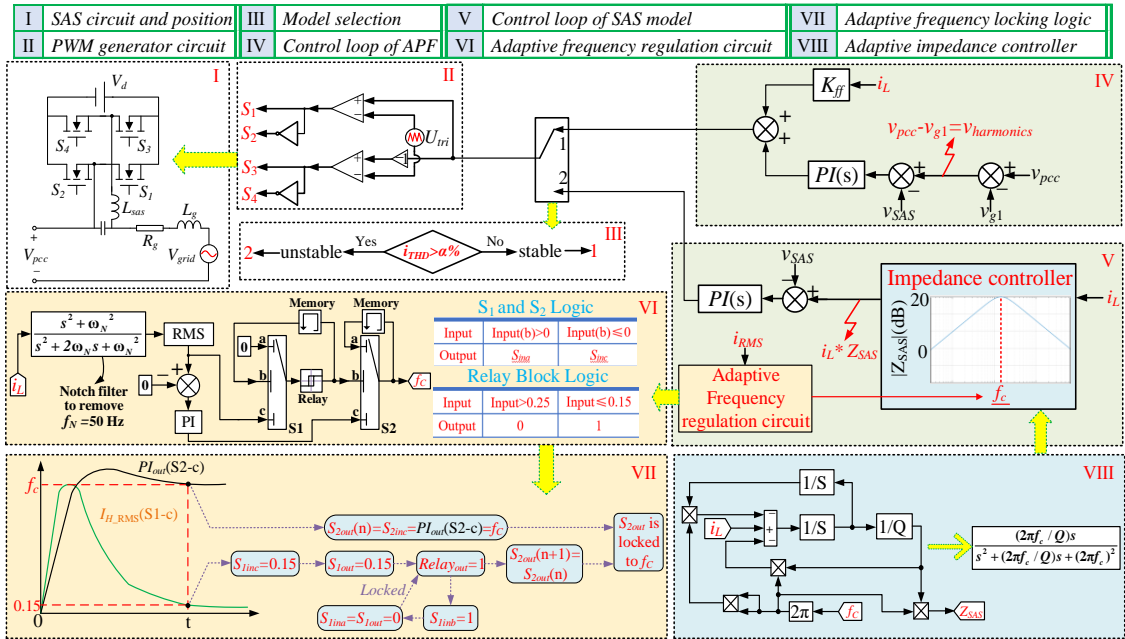 I SAS circuit and position III Model selection V Control loop of SAS model VII Adaptive frequency locking logic
II PWM generator circuit IV Control loop of APF VI Adaptive frequency regulation circuit VIII Adaptive impedance controller
I
V_d
S_4
S_3
S_2
S_1
L_sas
L_g
R_g
+
V_pcc
−
V_grid
II
S_1
S_2
S_3
S_4
+
−
U_tri
+
−
-1
1
2
III
2 unstable Yes i_THD>α% No stable 1
IV
K_ff
i_L
+
+
v_pcc-v_g1=v_harmonics
PI(s)
+
−
+
−
v_pcc
v_SAS
v_g1
V
v_SAS
−
+
PI(s)
i_L* Z_SAS
Impedance controller
|Z_SAS|(dB)
20
0
f_c
i_L
i_RMS
Adaptive
Frequency
regulation circuit
VI
s²+ω_N²
s²+2ω_N s+ω_N²
i_L
Notch filter
to remove
f_N =50 Hz
RMS
0
−
+
PI
Memory
0
a
b
c
S1
Relay
Memory
a
b
c
S2
f_C
S_1 and S_2 Logic
Input Input(b)>0 Input(b)≤0
Output S_ina S_inc
Relay Block Logic
Input Input>0.25 Input≤0.15
Output 0 1
VII
f_c
PI_out(S2-c)
I_H_RMS(S1-c)
0.15
0
t
S_2out(n)=S_2inc=PI_out(S2-c)=f_C
S_1inc=0.15
S_1out=0.15
Relay_out=1
S_2out(n+1)=
S_2out(n)
S_2out is
locked
to f_C
Locked
S_1ina=S_1out=0
S_1inb=1
VIII
1/S
i_L
−
+
−
1/S
1/Q
2π
f_C
Z_SAS
(2πf_c / Q)s
s²+(2πf_c / Q)s+(2πf_c)²